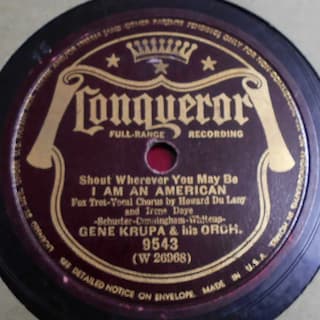 Conqueror
FULL-RANGE RECORDING
Shout Wherever You May Be
I AM AN AMERICAN
Fox Trot-Vocal Chorus by Howard Du Lany
and Irene Daye
-Schuster-Cunningham-Whitcup-
GENE KRUPA & his ORCH.
9543
(W 26968)
SEE DETAILED NOTICE ON ENVELOPE. MADE IN U.S.A.